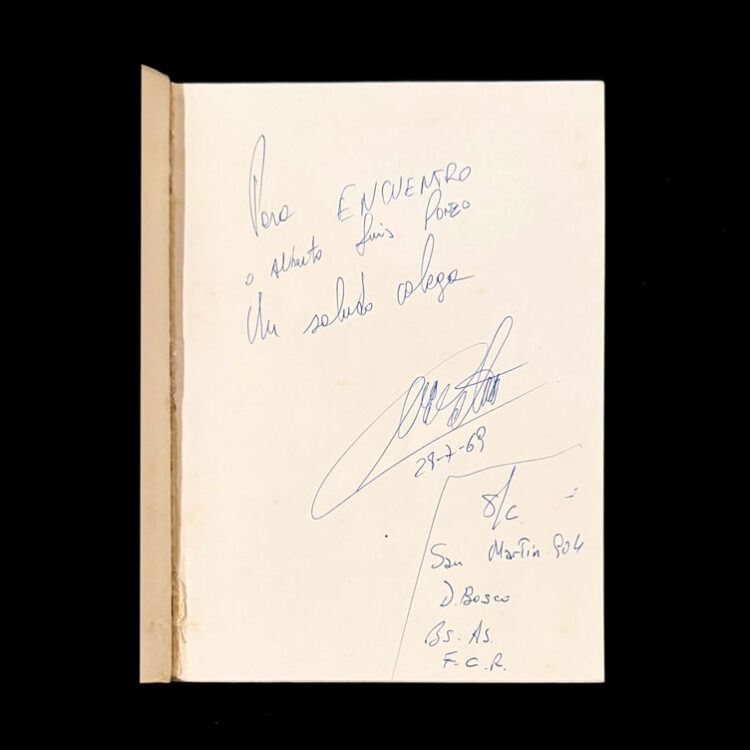 Para ENCUENTRO
o Alberto Luis Ponzo
Un saludo colega
29-7-69
S/C
San Martín 904
D. Bosco
Bs. As.
F.C.R.